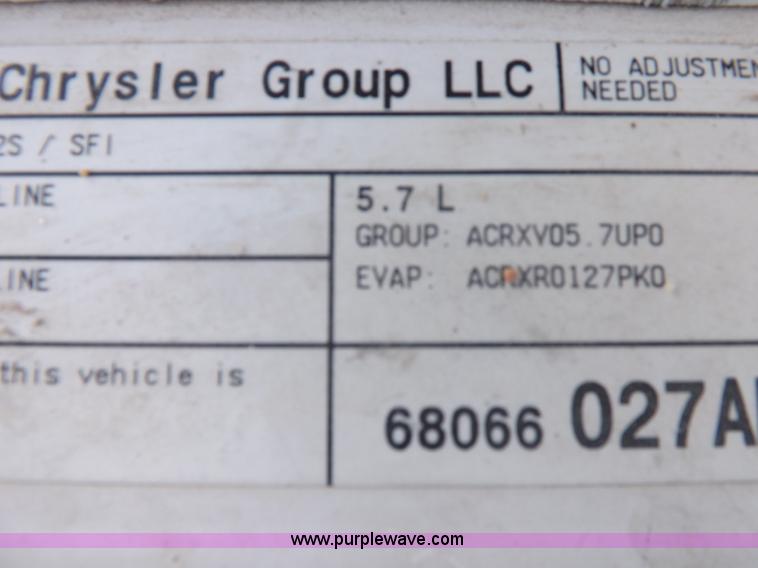 Chrysler Group LLC
NO ADJUSTMEN
NEEDED
2S / SFI
LINE
5.7 L
GROUP: ACRXV05.7UP0
LINE
EVAP: ACRXR0127PK0
this vehicle is
68066 027A
www.purplewave.com